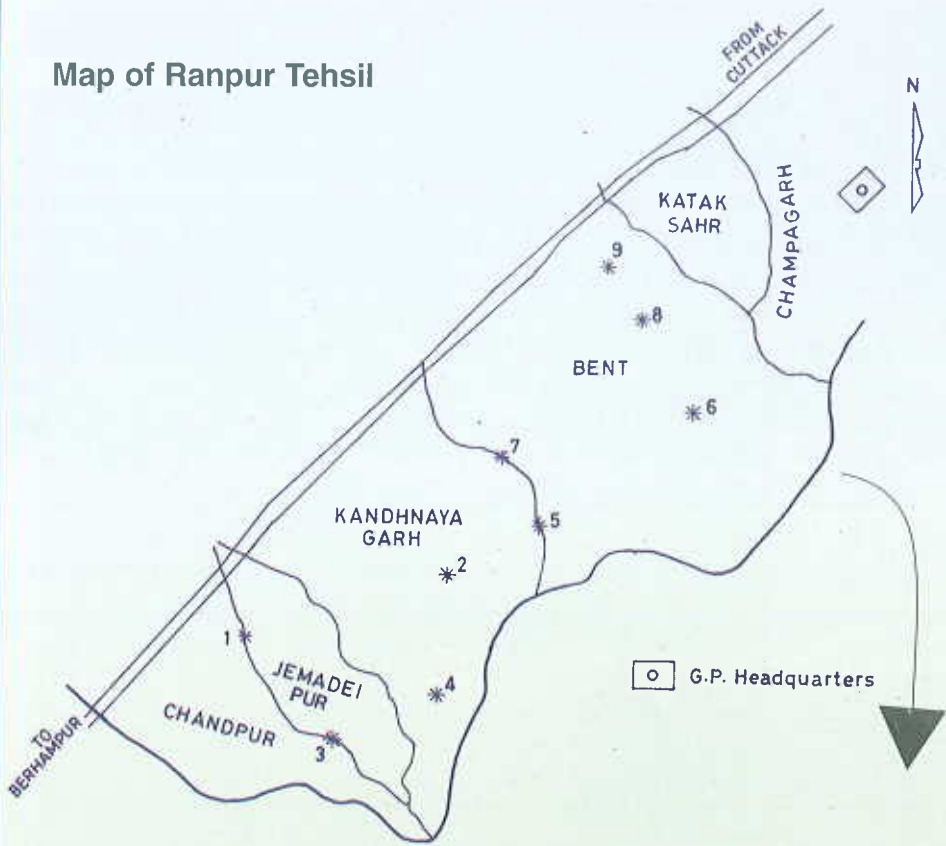 Map of Ranpur Tehsil
FROM
CUTTACK
N
KATAK
SAHR
CHAMPAGARH
9
8
BENT
6
7
KANDHNAYA
GARH
5
2
1
JEMADEI
PUR
4
G.P. Headquarters
CHANDPUR
3
TO
BERHAMPUR